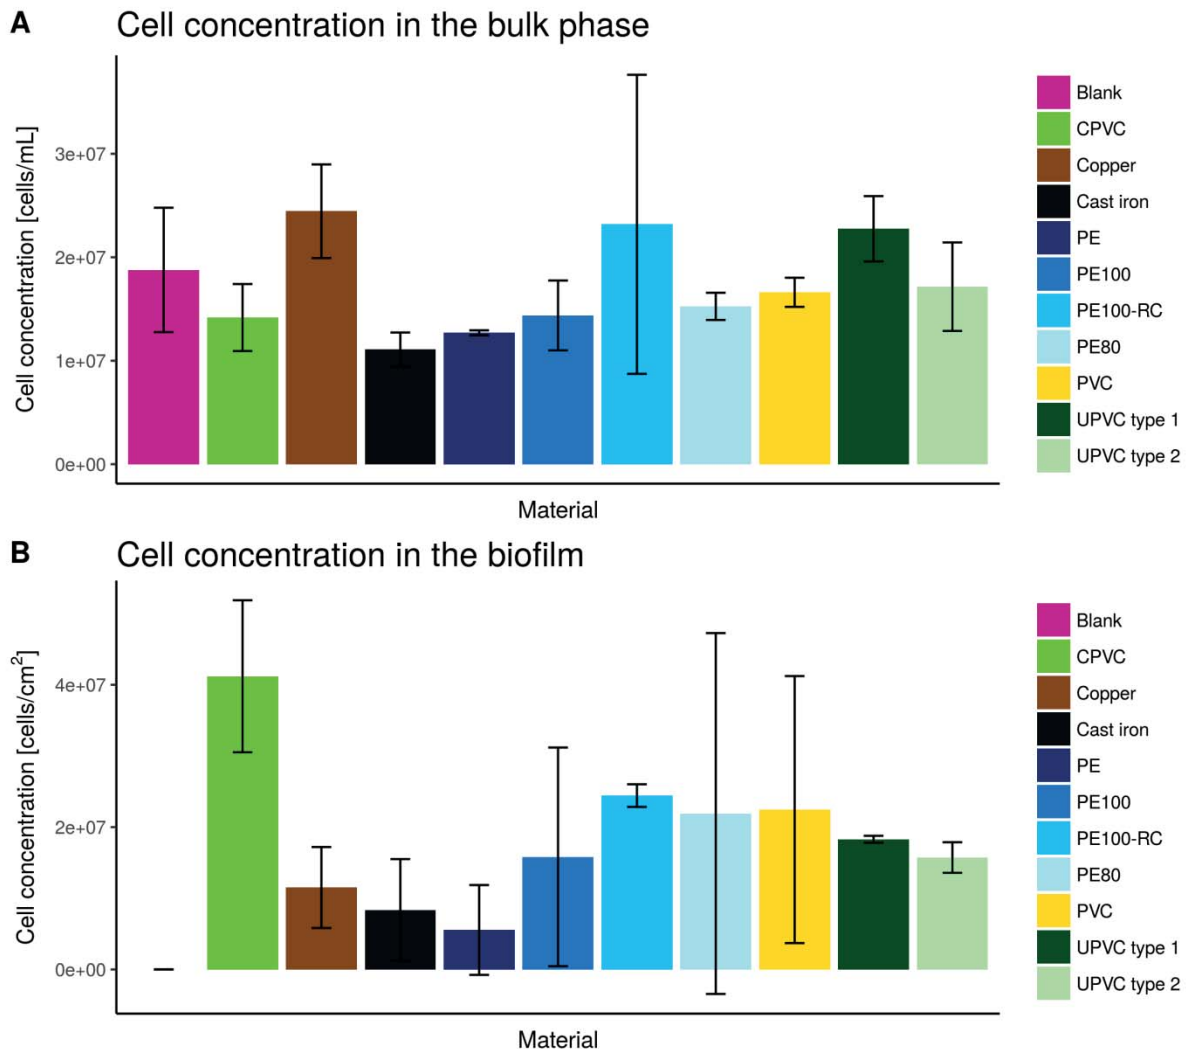 A
Cell concentration in the bulk phase
Cell concentration [cells/mL]
3e+07
2e+07
1e+07
0e+00
Material
Blank
CPVC
Copper
Cast iron
PE
PE100
PE100-RC
PE80
PVC
UPVC type 1
UPVC type 2
B
Cell concentration in the biofilm
Cell concentration [cells/cm²]
4e+07
2e+07
0e+00
Material
Blank
CPVC
Copper
Cast iron
PE
PE100
PE100-RC
PE80
PVC
UPVC type 1
UPVC type 2